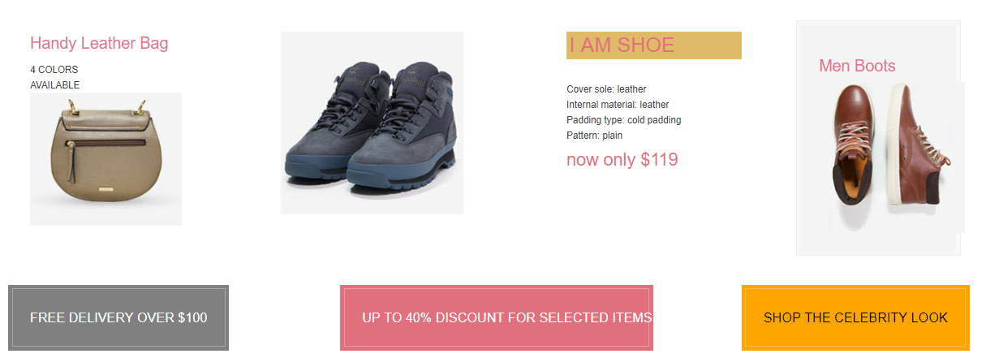 Handy Leather Bag
4 COLORS
AVAILABLE
I AM SHOE
Cover sole: leather
Internal material: leather
Padding type: cold padding
Pattern: plain
now only $119
Men Boots
FREE DELIVERY OVER $100
UP TO 40% DISCOUNT FOR SELECTED ITEMS
SHOP THE CELEBRITY LOOK